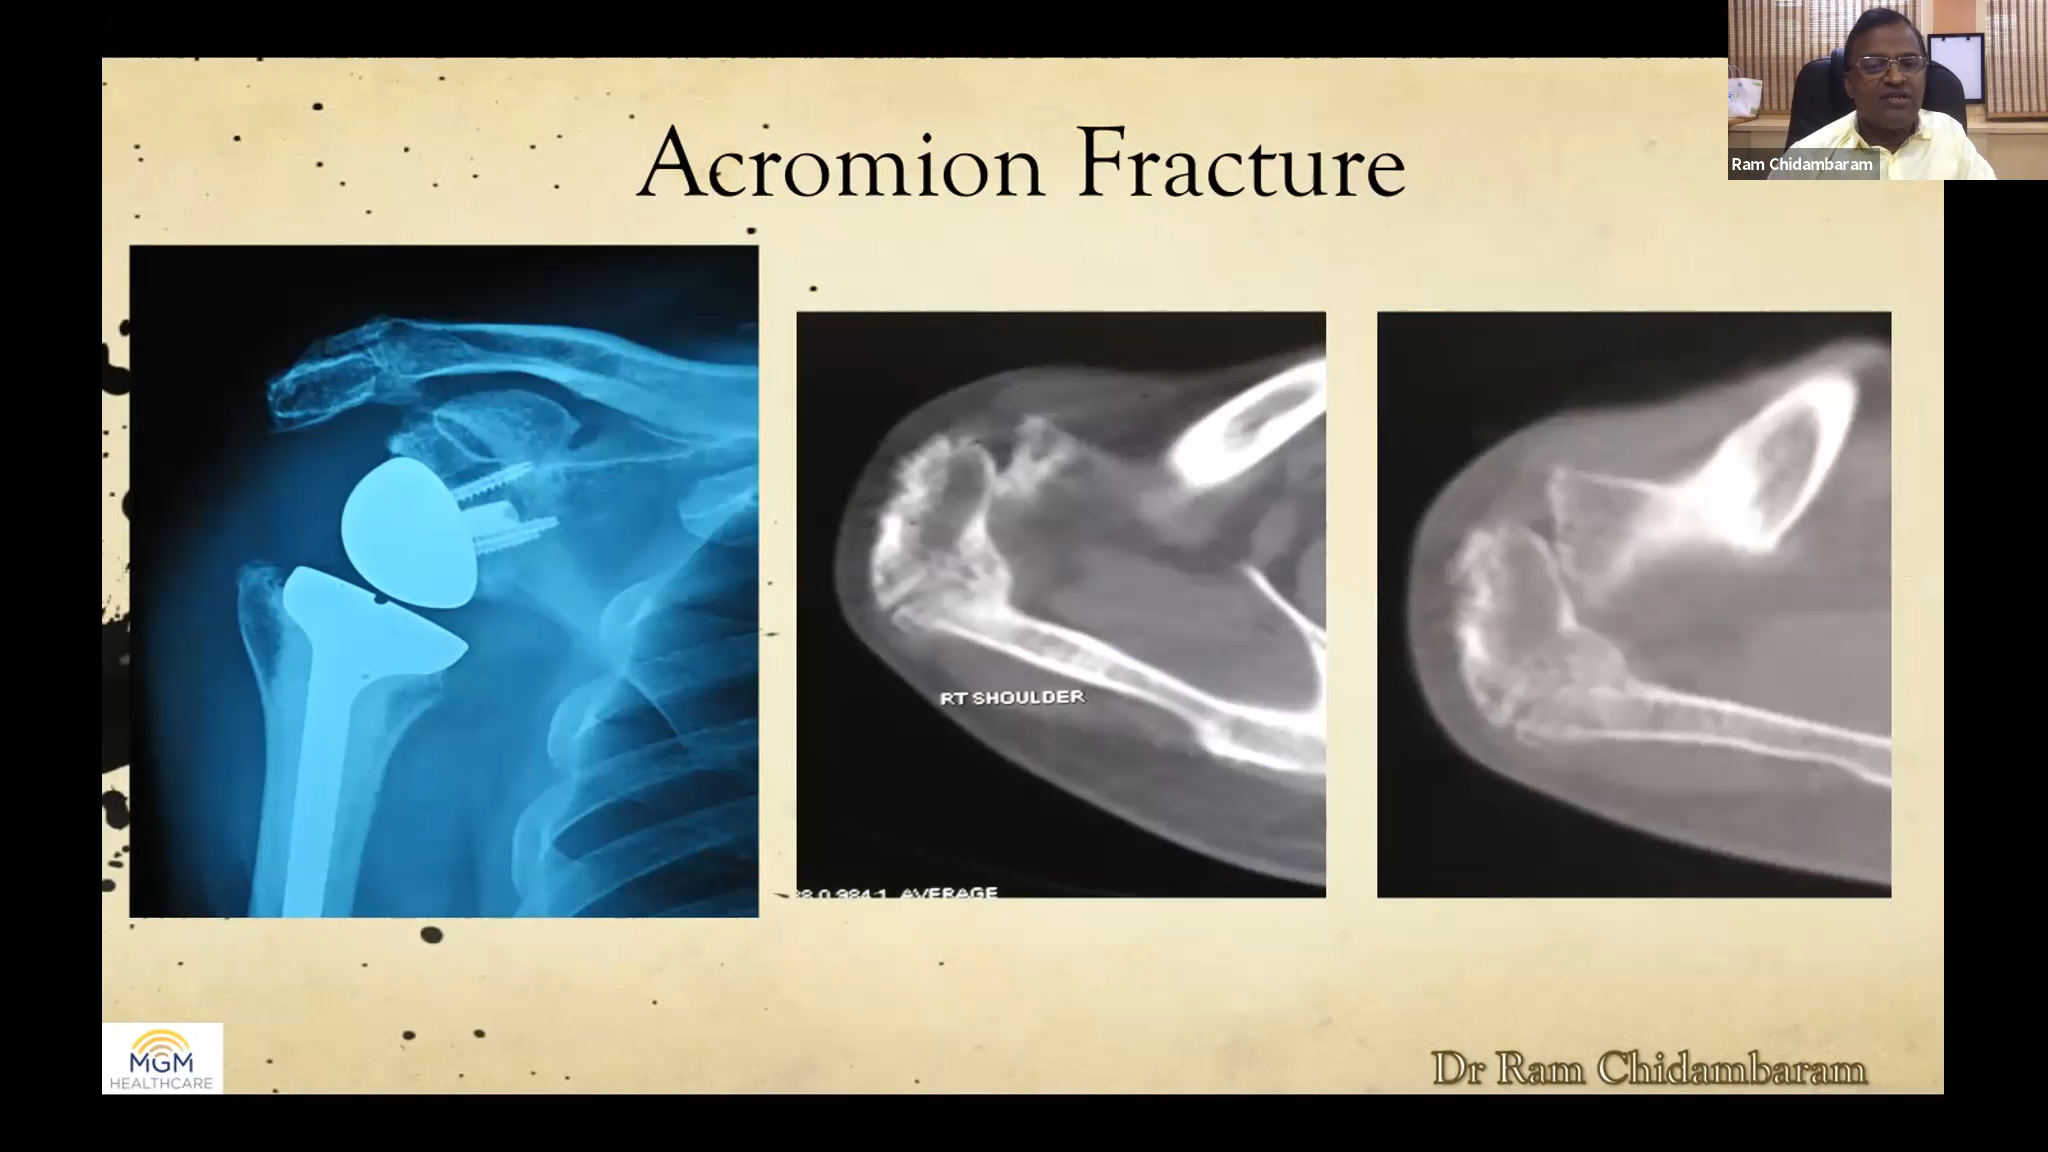 Acromion Fracture
Ram Chidambaram
RT SHOULDER
AVERAGE
MGM
HEALTHCARE
Dr Ram Chidambaram